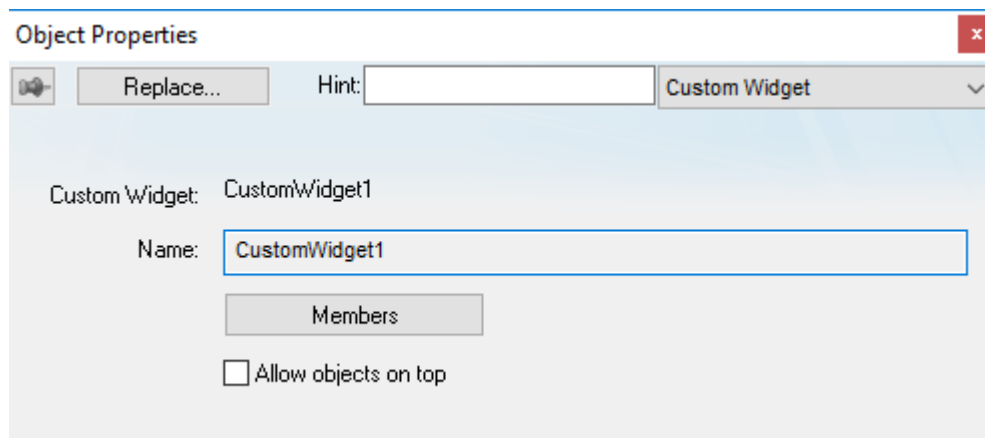 Object Properties x
Replace... Hint: Custom Widget
Custom Widget: CustomWidget1
Name: CustomWidget1
Members
Allow objects on top